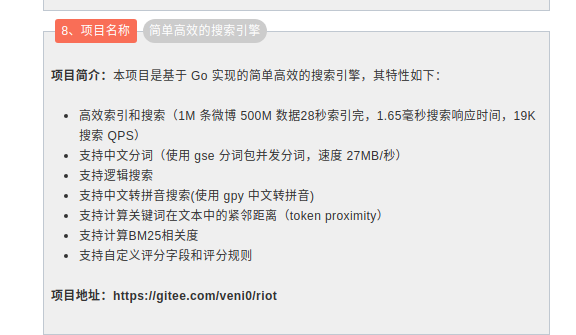 8、项目名称 简单高效的搜索引擎
项目简介：本项目是基于 Go 实现的简单高效的搜索引擎，其特性如下：
• 高效索引和搜索（1M 条微博 500M 数据28秒索引完，1.65毫秒搜索响应时间，19K
搜索 QPS）
• 支持中文分词（使用 gse 分词包并发分词，速度 27MB/秒）
• 支持逻辑搜索
• 支持中文转拼音搜索(使用 gpy 中文转拼音)
• 支持计算关键词在文本中的紧邻距离（token proximity）
• 支持计算BM25相关度
• 支持自定义评分字段和评分规则
项目地址：https://gitee.com/veni0/riot